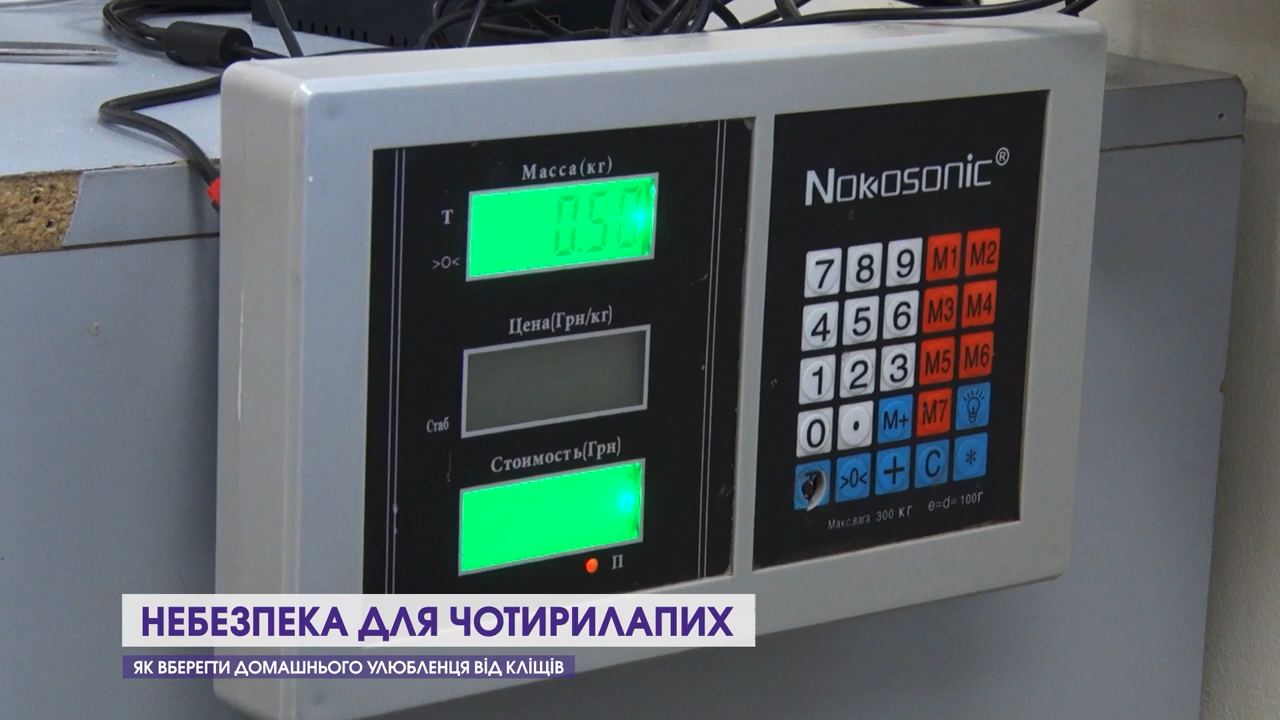 Масса(кг)
Т
0.50
>0<
Цена(Грн/кг)
Стаб
Стоимость(Грн)
П
NOKOSONIC®
7 8 9 M1 M2
4 5 6 M3 M4
1 2 3 M5 M6
0 . M+ M7
>0< + C *
Макс.вага 300 кг e=d=100г
НЕБЕЗПЕКА ДЛЯ ЧОТИРИЛАПИХ
ЯК ВБЕРЕГТИ ДОМАШНЬОГО УЛЮБЛЕНЦЯ ВІД КЛІЩІВ